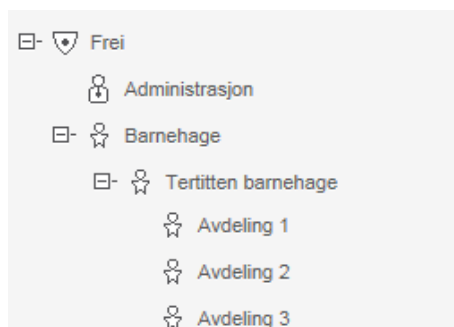 Frei
Administrasjon
Barnehage
Tertitten barnehage
Avdeling 1
Avdeling 2
Avdeling 3